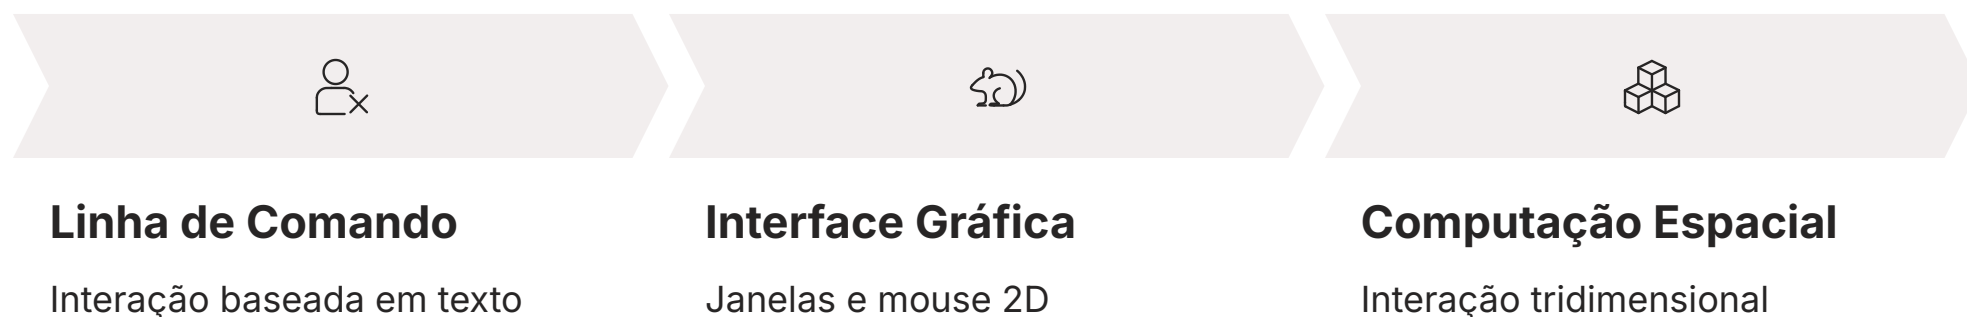 Linha de Comando
Interação baseada em texto
Interface Gráfica
Janelas e mouse 2D
Computação Espacial
Interação tridimensional